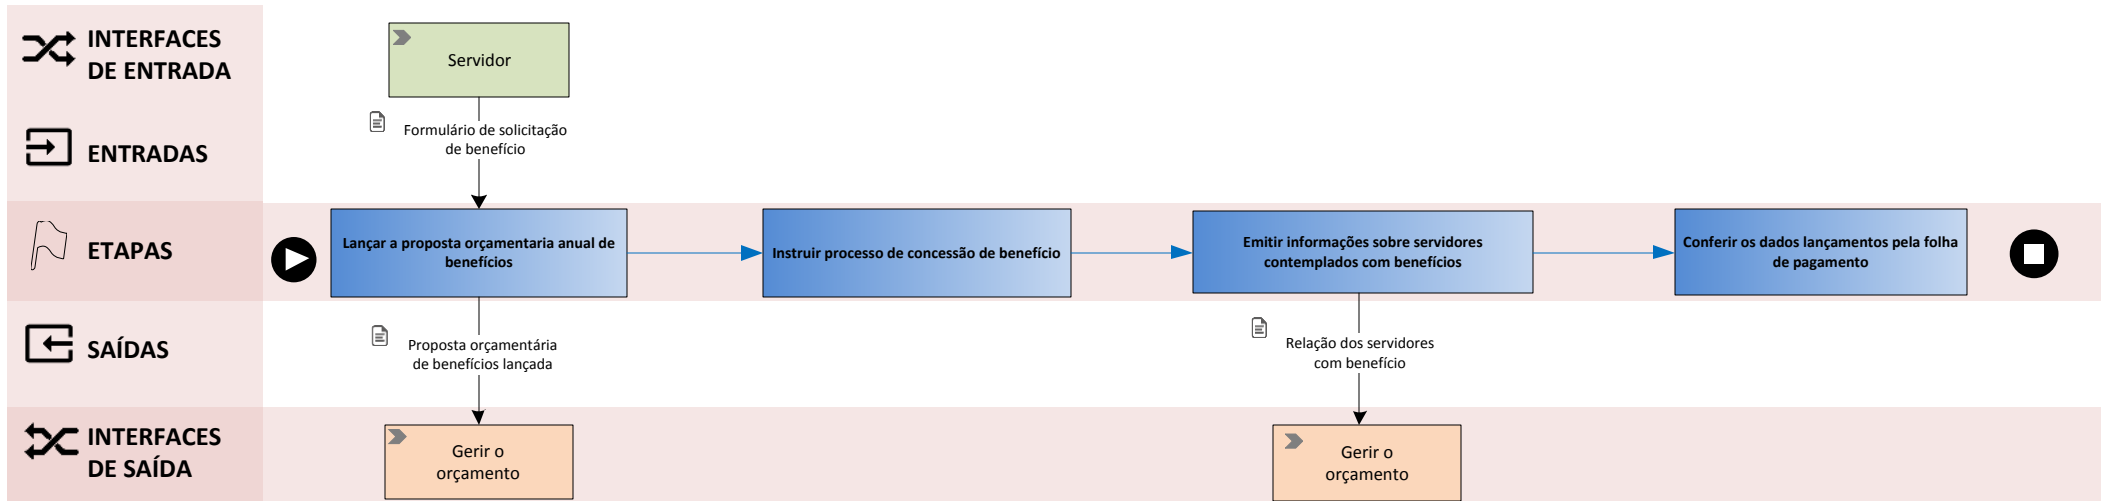 INTERFACES
DE ENTRADA
Servidor
Formulário de solicitação
de benefício
ENTRADAS
ETAPAS
Lançar a proposta orçamentaria anual de
benefícios
Instruir processo de concessão de benefício
Emitir informações sobre servidores
contemplados com benefícios
Conferir os dados lançamentos pela folha
de pagamento
SAÍDAS
Proposta orçamentária
de benefícios lançada
Relação dos servidores
com benefício
INTERFACES
DE SAÍDA
Gerir o
orçamento
Gerir o
orçamento